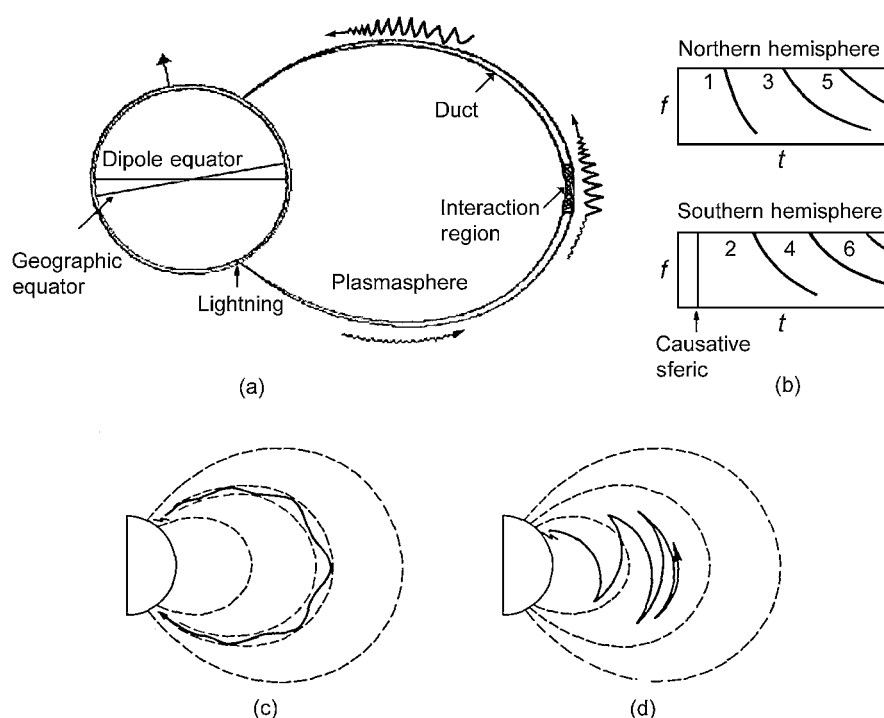 Duct
Dipole equator
Interaction
region
Geographic
equator
Lightning
Plasmasphere
(a)
Northern hemisphere
1 3 5
f
t
Southern hemisphere
2 4 6
f
t
Causative
sferic
(b)
(c)
(d)